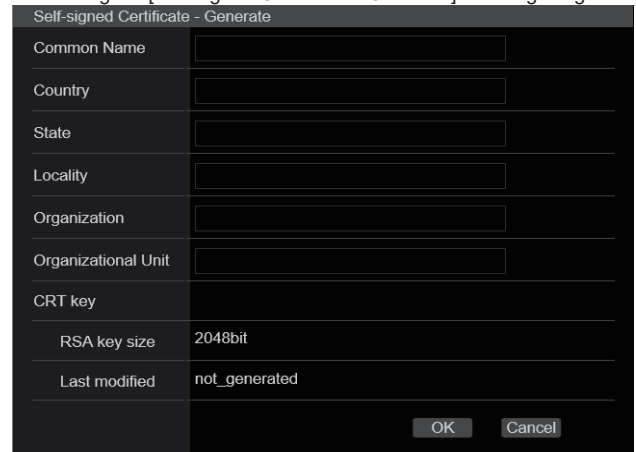 Self-signed Certificate - Generate
Common Name
Country
State
Locality
Organization
Organizational Unit
CRT key
RSA key size 2048bit
Last modified not_generated
OK Cancel